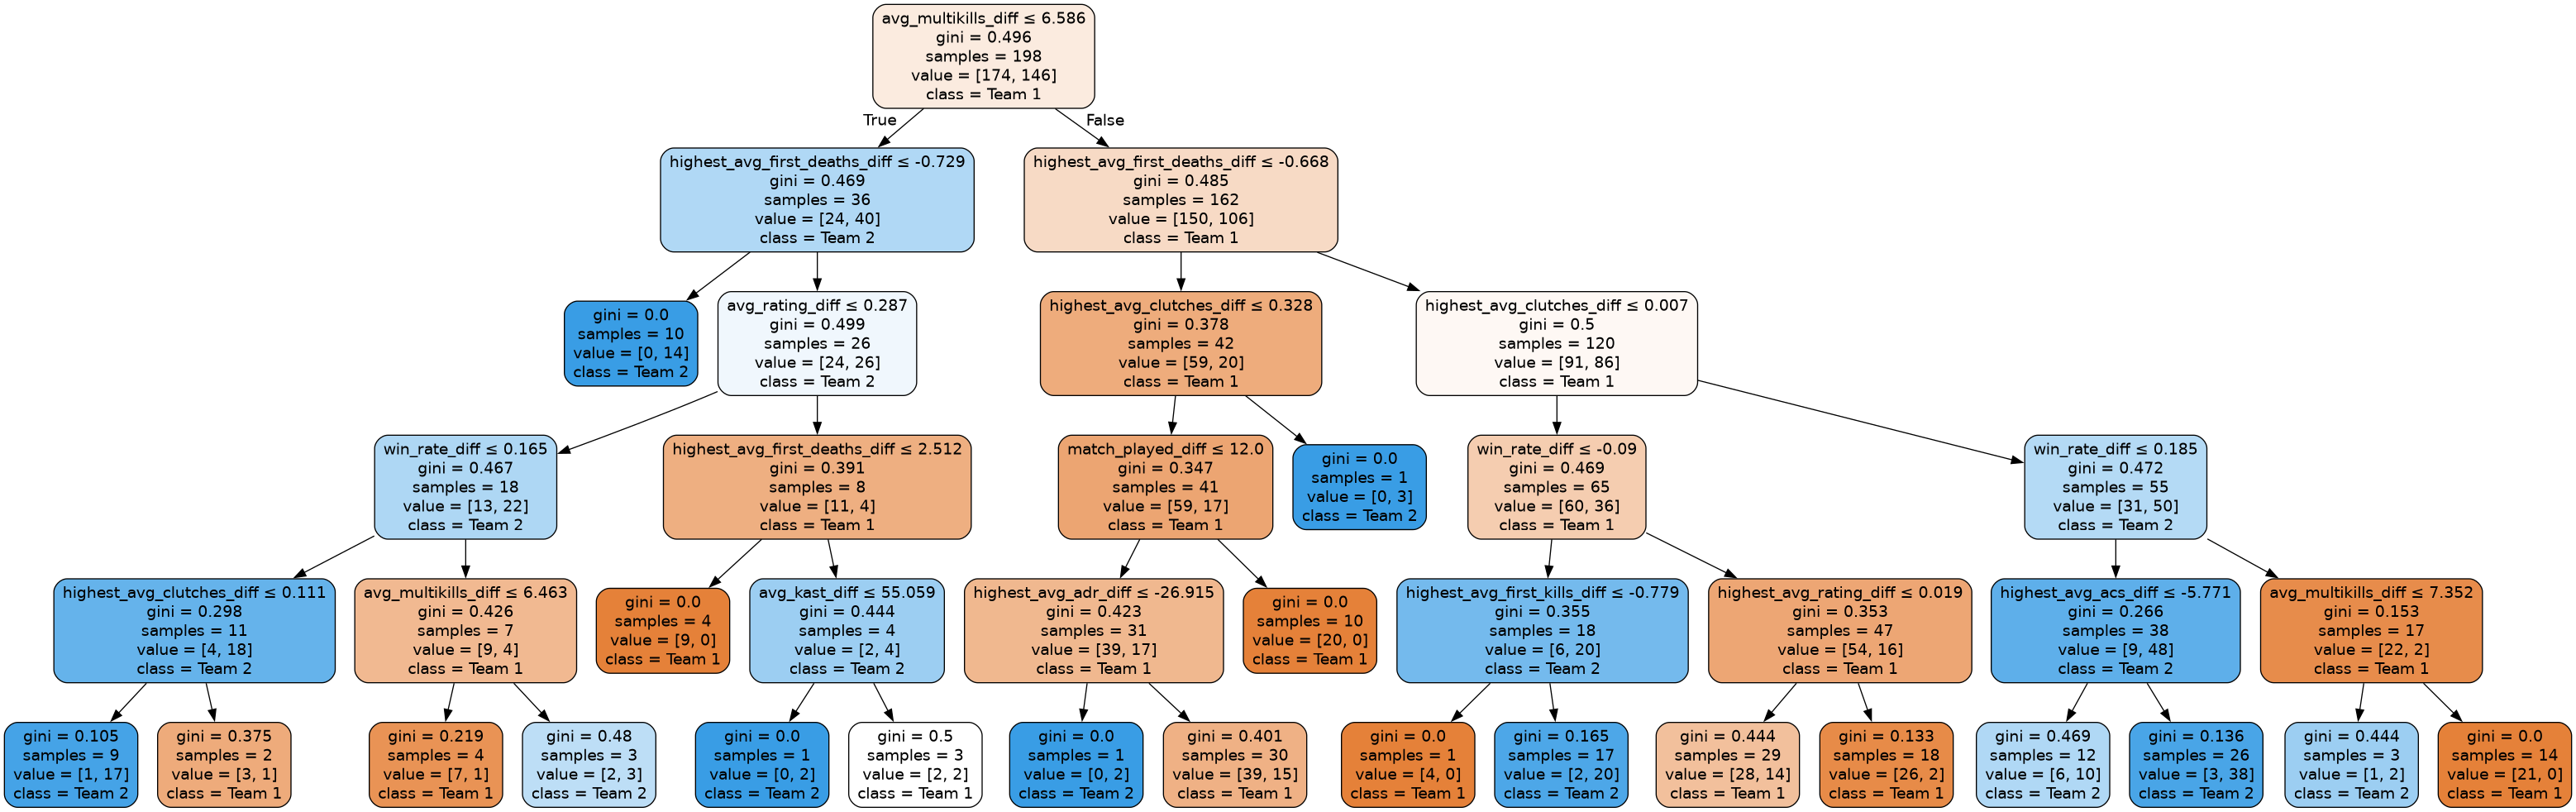 avg_multikills_diff ≤ 6.586
gini = 0.496
samples = 198
value = [174, 146]
class = Team 1
True
False
highest_avg_first_deaths_diff ≤ -0.729
gini = 0.469
samples = 36
value = [24, 40]
class = Team 2
highest_avg_first_deaths_diff ≤ -0.668
gini = 0.485
samples = 162
value = [150, 106]
class = Team 1
gini = 0.0
samples = 10
value = [0, 14]
class = Team 2
avg_rating_diff ≤ 0.287
gini = 0.499
samples = 26
value = [24, 26]
class = Team 2
highest_avg_clutches_diff ≤ 0.328
gini = 0.378
samples = 42
value = [59, 20]
class = Team 1
highest_avg_clutches_diff ≤ 0.007
gini = 0.5
samples = 120
value = [91, 86]
class = Team 1
win_rate_diff ≤ 0.165
gini = 0.467
samples = 18
value = [13, 22]
class = Team 2
highest_avg_first_deaths_diff ≤ 2.512
gini = 0.391
samples = 8
value = [11, 4]
class = Team 1
match_played_diff ≤ 12.0
gini = 0.347
samples = 41
value = [59, 17]
class = Team 1
gini = 0.0
samples = 1
value = [0, 3]
class = Team 2
win_rate_diff ≤ -0.09
gini = 0.469
samples = 65
value = [60, 36]
class = Team 1
win_rate_diff ≤ 0.185
gini = 0.472
samples = 55
value = [31, 50]
class = Team 2
highest_avg_clutches_diff ≤ 0.111
gini = 0.298
samples = 11
value = [4, 18]
class = Team 2
avg_multikills_diff ≤ 6.463
gini = 0.426
samples = 7
value = [9, 4]
class = Team 1
gini = 0.0
samples = 4
value = [9, 0]
class = Team 1
avg_kast_diff ≤ 55.059
gini = 0.444
samples = 4
value = [2, 4]
class = Team 2
highest_avg_adr_diff ≤ -26.915
gini = 0.423
samples = 31
value = [39, 17]
class = Team 1
gini = 0.0
samples = 10
value = [20, 0]
class = Team 1
highest_avg_first_kills_diff ≤ -0.779
gini = 0.355
samples = 18
value = [6, 20]
class = Team 2
highest_avg_rating_diff ≤ 0.019
gini = 0.353
samples = 47
value = [54, 16]
class = Team 1
highest_avg_acs_diff ≤ -5.771
gini = 0.266
samples = 38
value = [9, 48]
class = Team 2
avg_multikills_diff ≤ 7.352
gini = 0.153
samples = 17
value = [22, 2]
class = Team 1
gini = 0.105
samples = 9
value = [1, 17]
class = Team 2
gini = 0.375
samples = 2
value = [3, 1]
class = Team 1
gini = 0.219
samples = 4
value = [7, 1]
class = Team 1
gini = 0.48
samples = 3
value = [2, 3]
class = Team 2
gini = 0.0
samples = 1
value = [0, 2]
class = Team 2
gini = 0.5
samples = 3
value = [2, 2]
class = Team 1
gini = 0.0
samples = 1
value = [0, 2]
class = Team 2
gini = 0.401
samples = 30
value = [39, 15]
class = Team 1
gini = 0.0
samples = 1
value = [4, 0]
class = Team 1
gini = 0.165
samples = 17
value = [2, 20]
class = Team 2
gini = 0.444
samples = 29
value = [28, 14]
class = Team 1
gini = 0.133
samples = 18
value = [26, 2]
class = Team 1
gini = 0.469
samples = 12
value = [6, 10]
class = Team 2
gini = 0.136
samples = 26
value = [3, 38]
class = Team 2
gini = 0.444
samples = 3
value = [1, 2]
class = Team 2
gini = 0.0
samples = 14
value = [21, 0]
class = Team 1